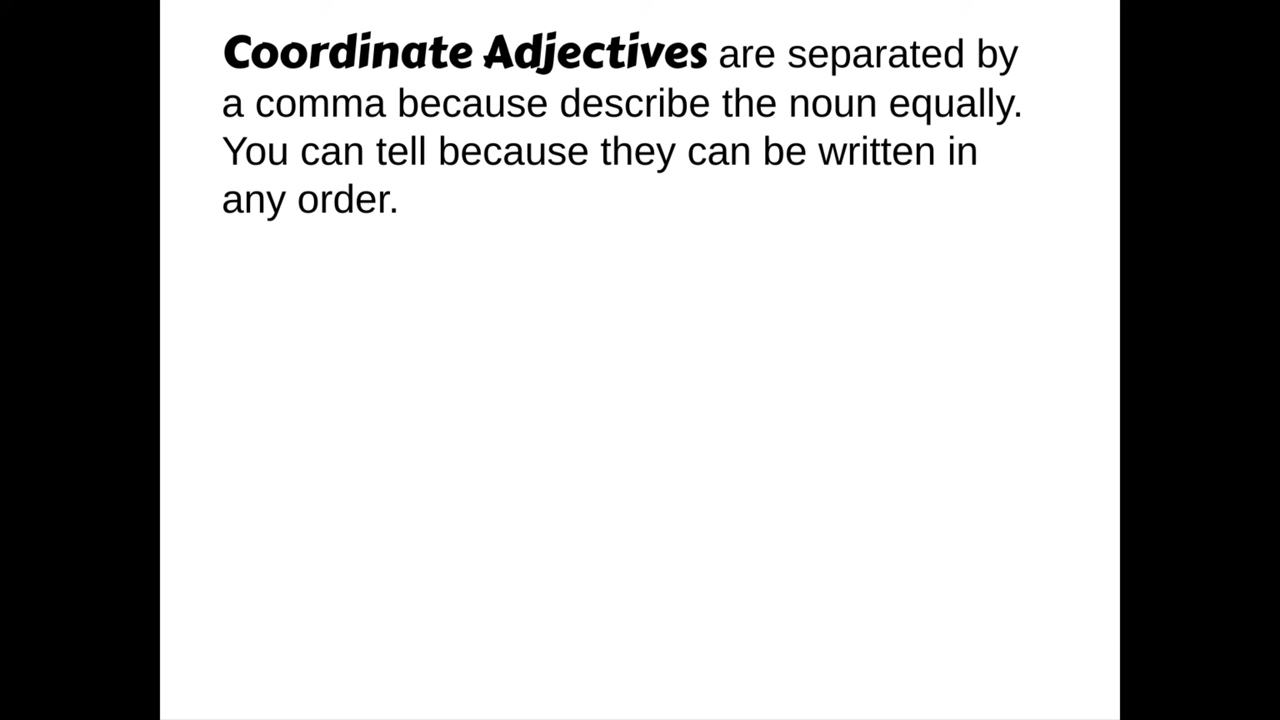 Coordinate Adjectives are separated by
a comma because describe the noun equally.
You can tell because they can be written in
any order.